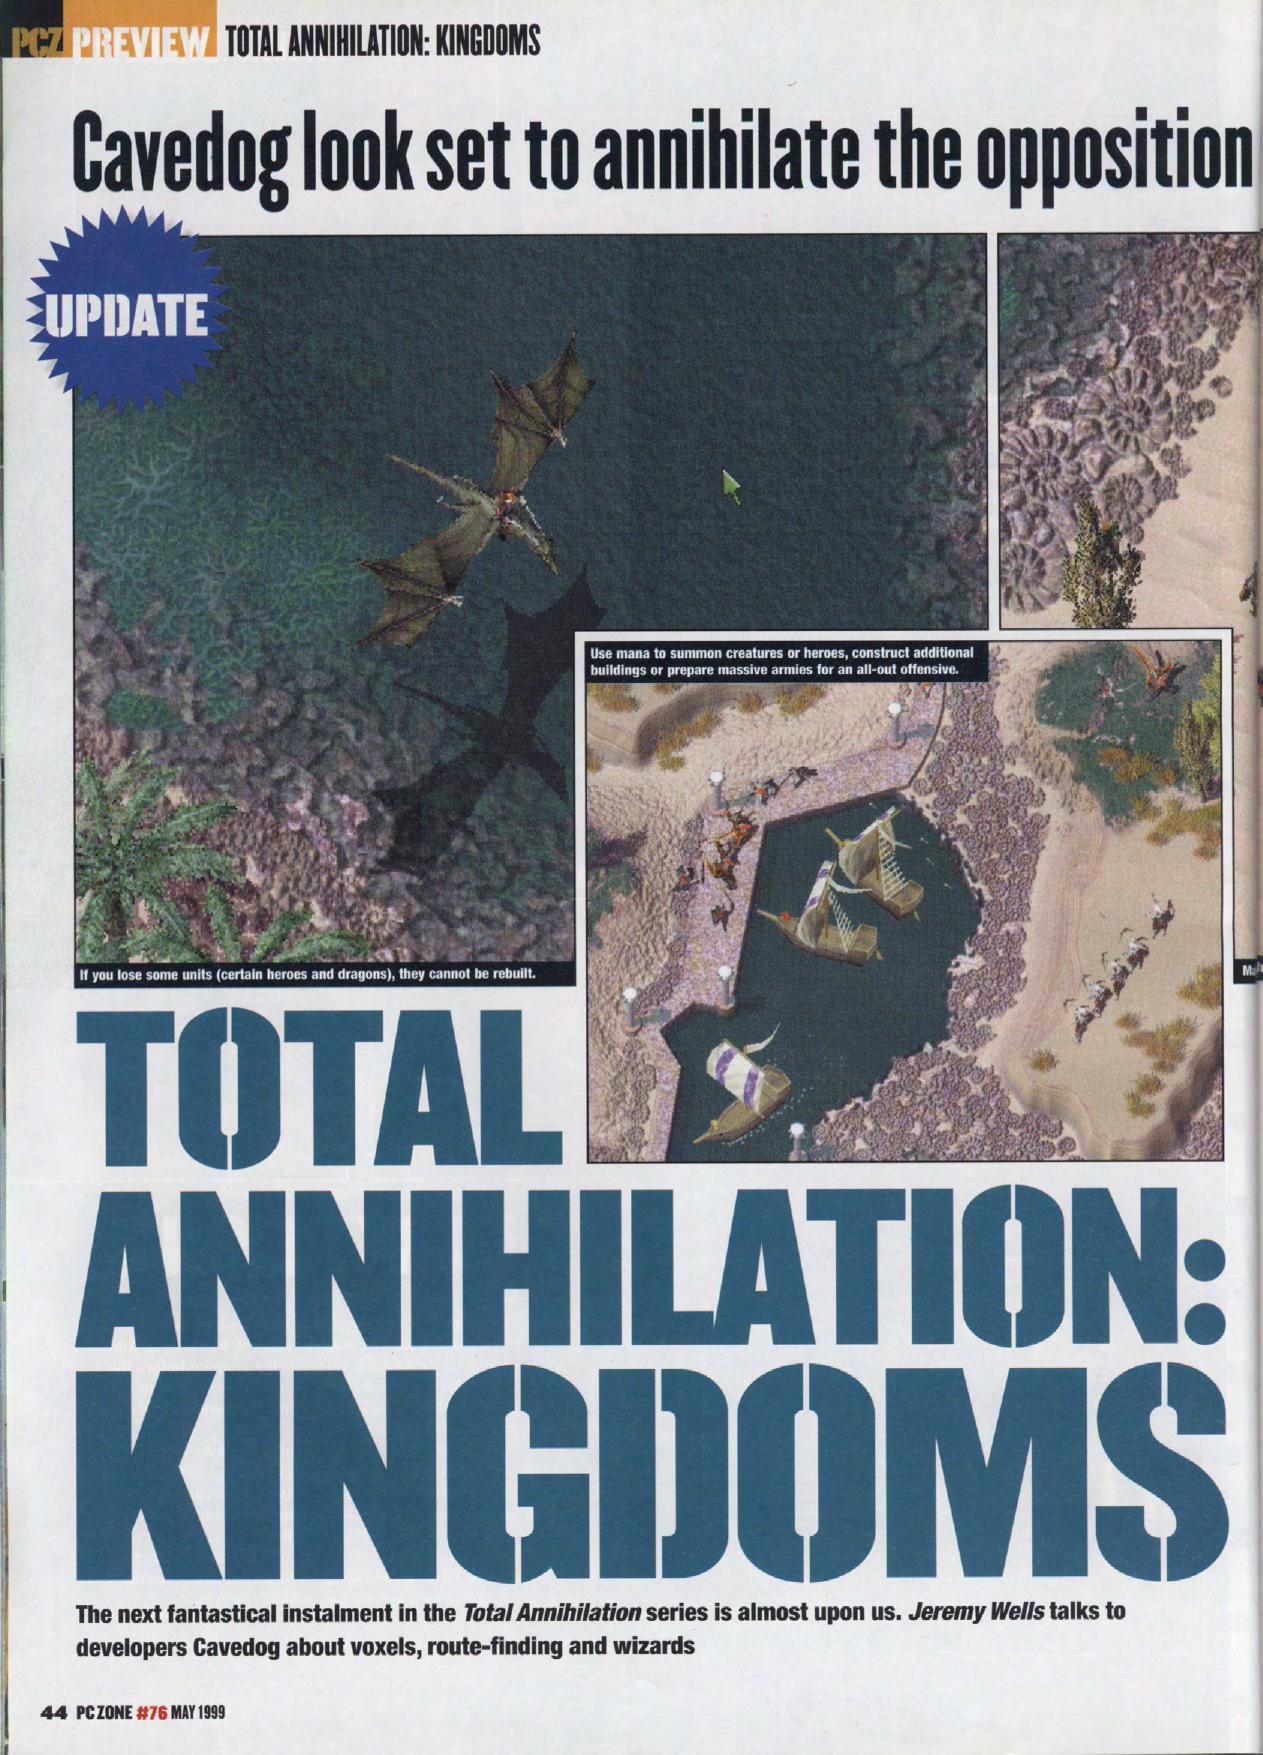 PCZ PREVIEW TOTAL ANNIHILATION: KINGDOMS
Cavedog look set to annihilate the opposition
UPDATE
Use mana to summon creatures or heroes, construct additional
buildings or prepare massive armies for an all-out offensive.
If you lose some units (certain heroes and dragons), they cannot be rebuilt.
TOTAL
ANNIHILATION:
KINGDOMS
The next fantastical instalment in the Total Annihilation series is almost upon us. Jeremy Wells talks to
developers Cavedog about voxels, route-finding and wizards
44 PC ZONE #76 MAY 1999